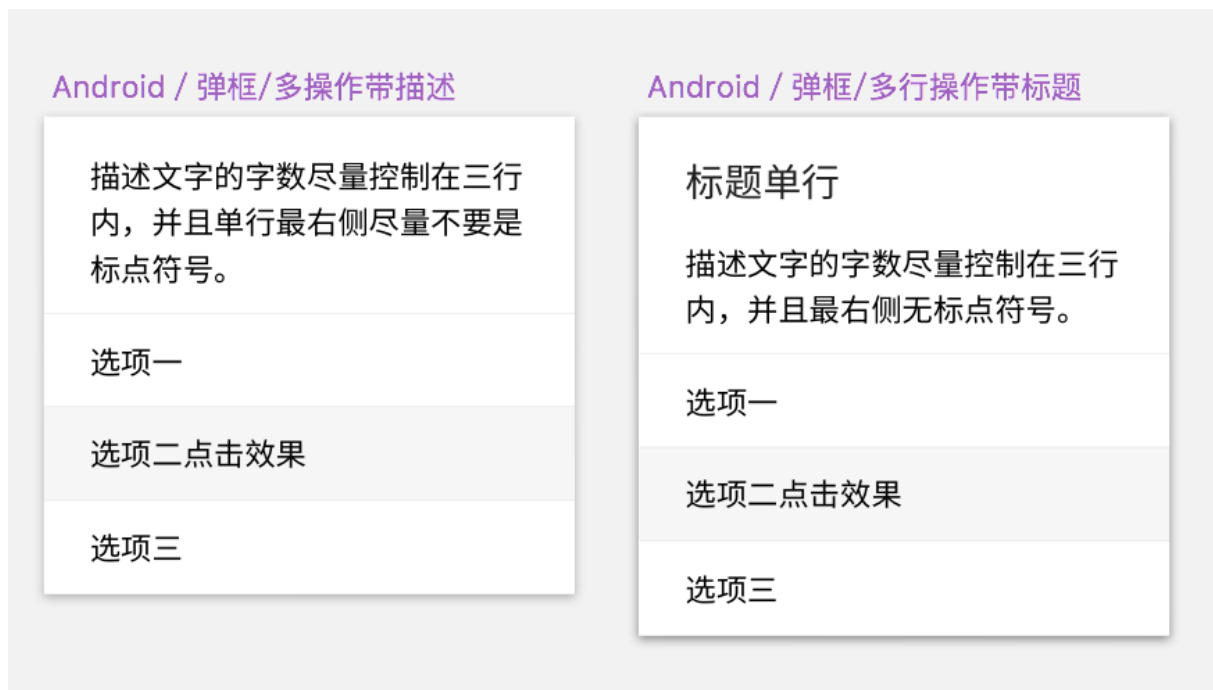 Android / 弹框/多操作带描述
描述文字的字数尽量控制在三行
内，并且单行最右侧尽量不要是
标点符号。
选项一
选项二点击效果
选项三
Android / 弹框/多行操作带标题
标题单行
描述文字的字数尽量控制在三行
内，并且最右侧无标点符号。
选项一
选项二点击效果
选项三